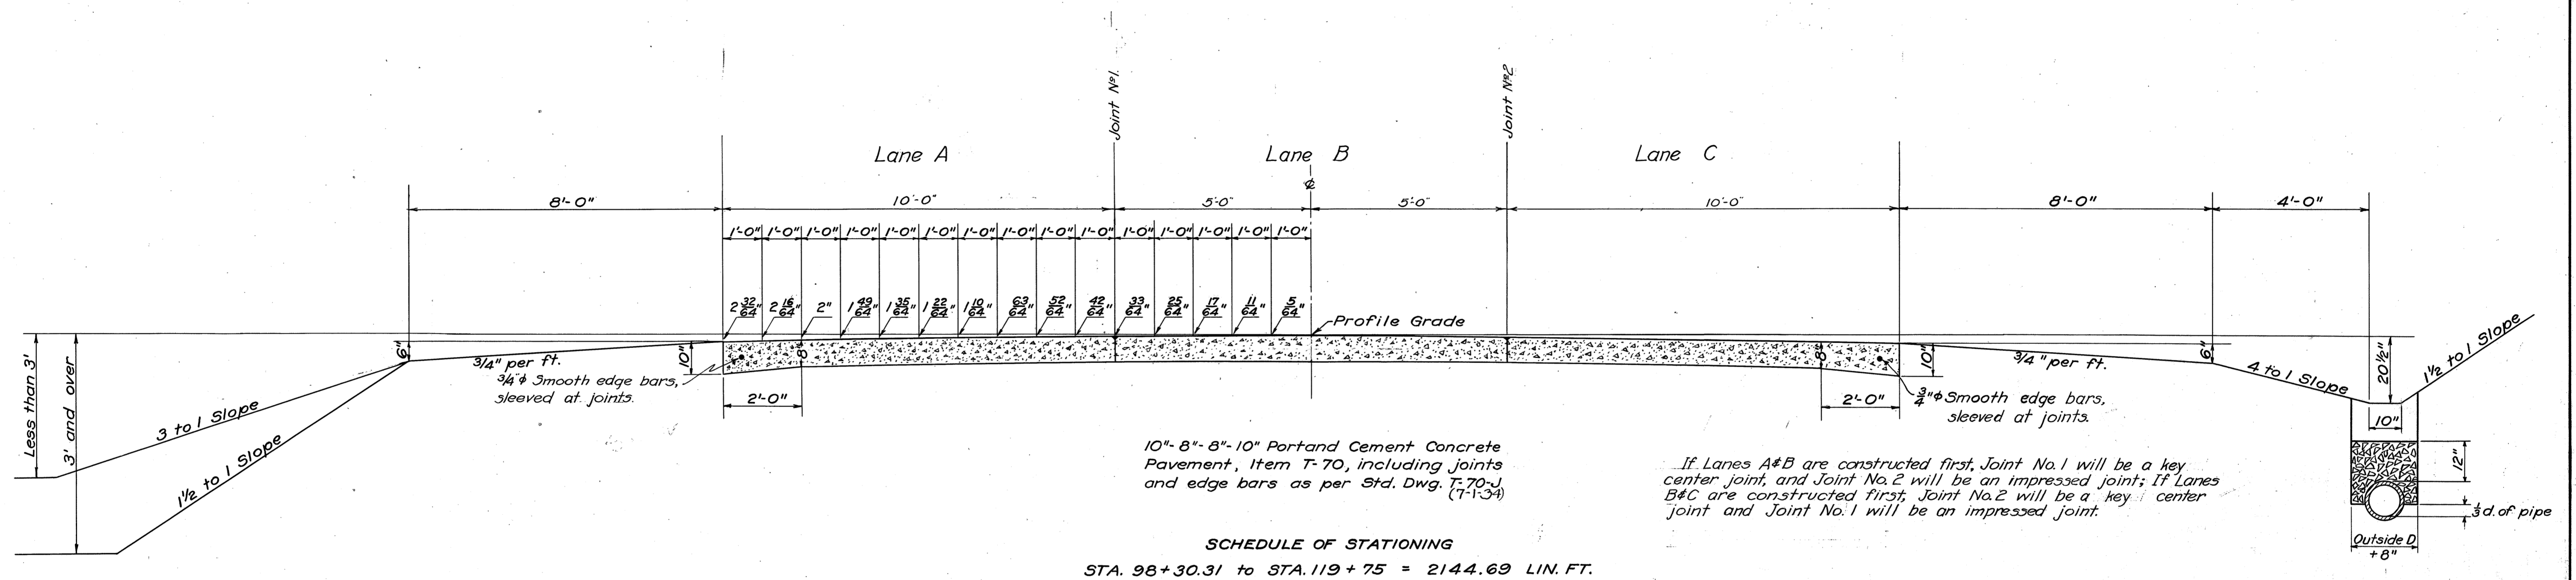 Joint Nº1.
Joint Nº2
Lane A
Lane B
Lane C
8'-0"
10'-0"
5'-0"
5'-0"
10'-0"
8'-0"
4'-0"
1'-0" 1'-0" 1'-0" 1'-0" 1'-0" 1'-0" 1'-0" 1'-0" 1'-0" 1'-0" 1'-0" 1'-0" 1'-0" 1'-0" 1'-0"
2 32/64" 2 16/64" 2" 1 49/64" 1 35/64" 1 22/64" 1 10/64" 63/64" 52/64" 42/64" 33/64" 25/64" 17/64" 11/64" 5/64"
Profile Grade
Less than 3'
3' and over
3 to 1 Slope
1½ to 1 Slope
6"
3/4" per ft.
3/4"φ Smooth edge bars,
sleeved at joints.
10"
8"
2'-0"
8"
10"
2'-0"
3/4"φ Smooth edge bars,
sleeved at joints.
3/4" per ft.
6"
4 to 1 Slope
20½"
1½ to 1 Slope
10"
12"
⅓ d. of pipe
Outside D
+8"
10"-8"-8"-10" Portand Cement Concrete
Pavement, Item T-70, including joints
and edge bars as per Std. Dwg. T-70-J
(7-1-34)
If Lanes A&B are constructed first, Joint No. 1 will be a key
center joint, and Joint No. 2 will be an impressed joint; If Lanes
B&C are constructed first, Joint No. 2 will be a key center
joint and Joint No. 1 will be an impressed joint.
SCHEDULE OF STATIONING
STA. 98+30.31 to STA. 119+75 = 2144.69 LIN. FT.